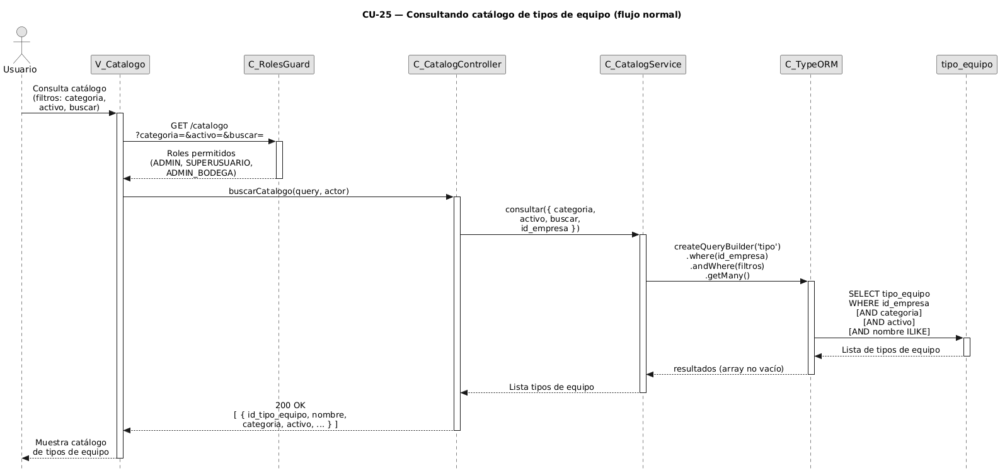 CU-25 — Consultando catálogo de tipos de equipo (flujo normal)
Usuario
V_Catalogo
C_RolesGuard
C_CatalogController
C_CatalogService
C_TypeORM
tipo_equipo
Consulta catálogo
(filtros: categoria,
activo, buscar)
GET /catalogo
?categoria=&activo=&buscar=
Roles permitidos
(ADMIN, SUPERUSUARIO,
ADMIN_BODEGA)
buscarCatalogo(query, actor)
consultar({ categoria,
activo, buscar,
id_empresa })
createQueryBuilder('tipo')
.where(id_empresa)
.andWhere(filtros)
.getMany()
SELECT tipo_equipo
WHERE id_empresa
[AND categoria]
[AND activo]
[AND nombre ILIKE]
Lista de tipos de equipo
resultados (array no vacío)
Lista tipos de equipo
200 OK
[ { id_tipo_equipo, nombre,
categoria, activo, ... } ]
Muestra catálogo
de tipos de equipo